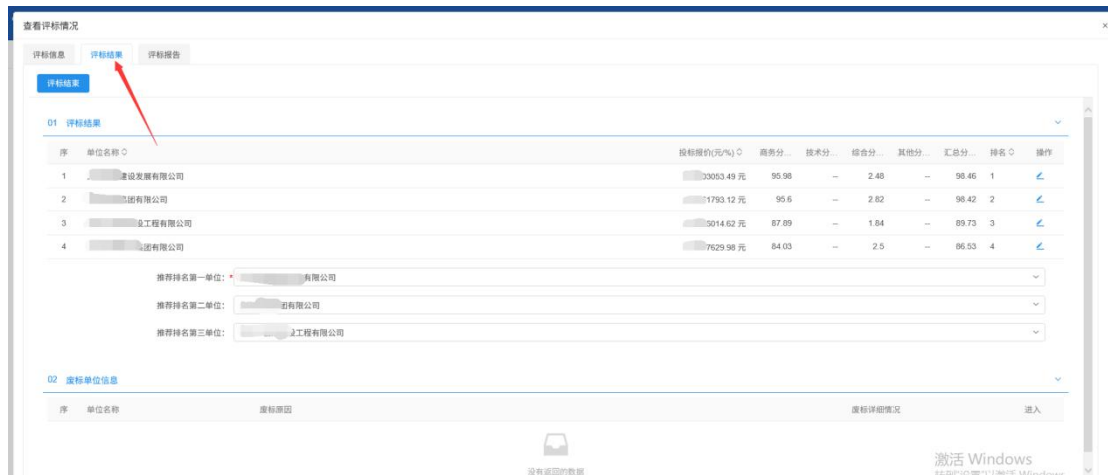 查看评标情况
评标信息 评标结果 评标报告
评标结束
01 评标结果
序 单位名称 投标报价(元/%) 商务分... 技术分... 综合分... 其他分... 汇总分... 排名 操作
1 建设发展有限公司 03053.49 元 95.98 -- 2.48 -- 98.46 1
2 团有限公司 1793.12 元 95.6 -- 2.82 -- 98.42 2
3 设工程有限公司 5014.62 元 87.89 -- 1.84 -- 89.73 3
4 团有限公司 7629.98 元 84.03 -- 2.5 -- 86.53 4
推荐排名第一单位: * 有限公司
推荐排名第二单位: 团有限公司
推荐排名第三单位: 设工程有限公司
02 废标单位信息
序 单位名称 废标原因 废标详细情况 进入
没有返回的数据
激活 Windows